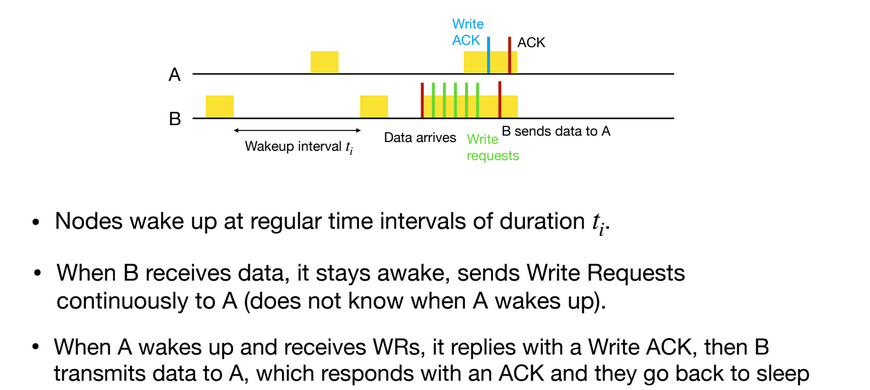 Write
ACK
ACK
A
B
Wakeup interval tᵢ
Data arrives
Write
requests
B sends data to A
• Nodes wake up at regular time intervals of duration tᵢ.
• When B receives data, it stays awake, sends Write Requests
continuously to A (does not know when A wakes up).
• When A wakes up and receives WRs, it replies with a Write ACK, then B
transmits data to A, which responds with an ACK and they go back to sleep